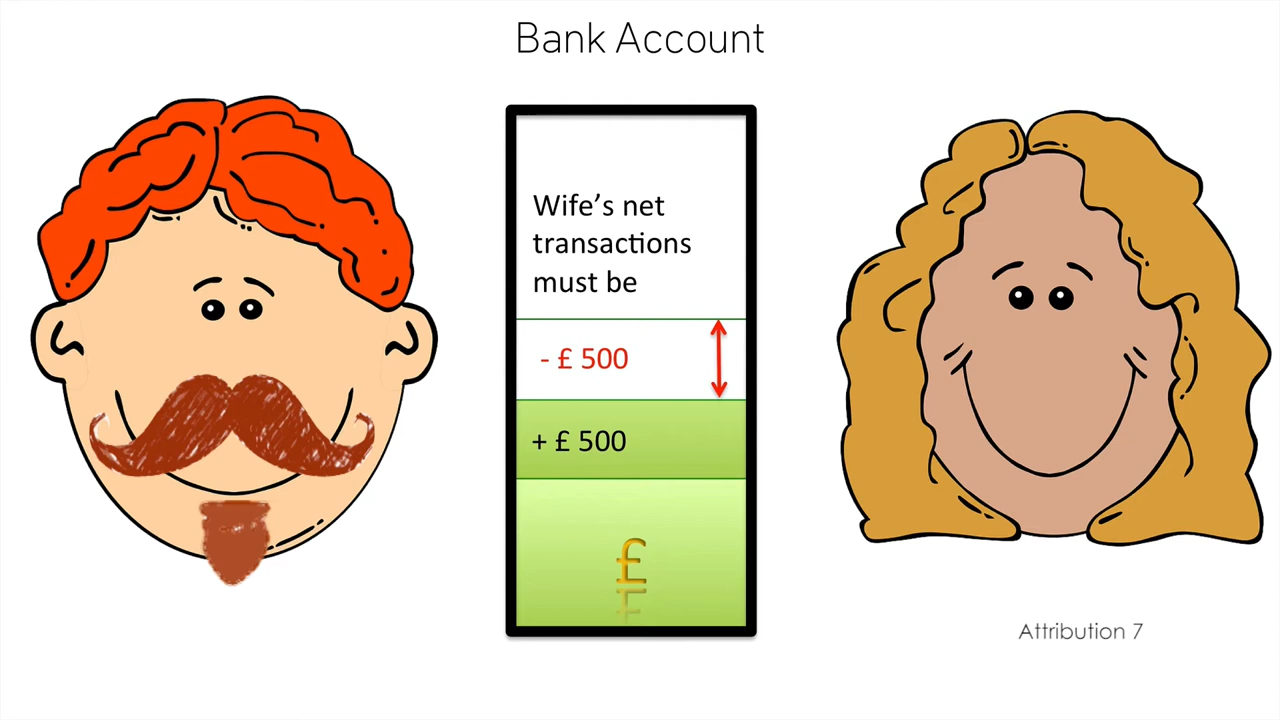 Bank Account
Wife’s net
transactions
must be
- £ 500
+ £ 500
£
Attribution 7